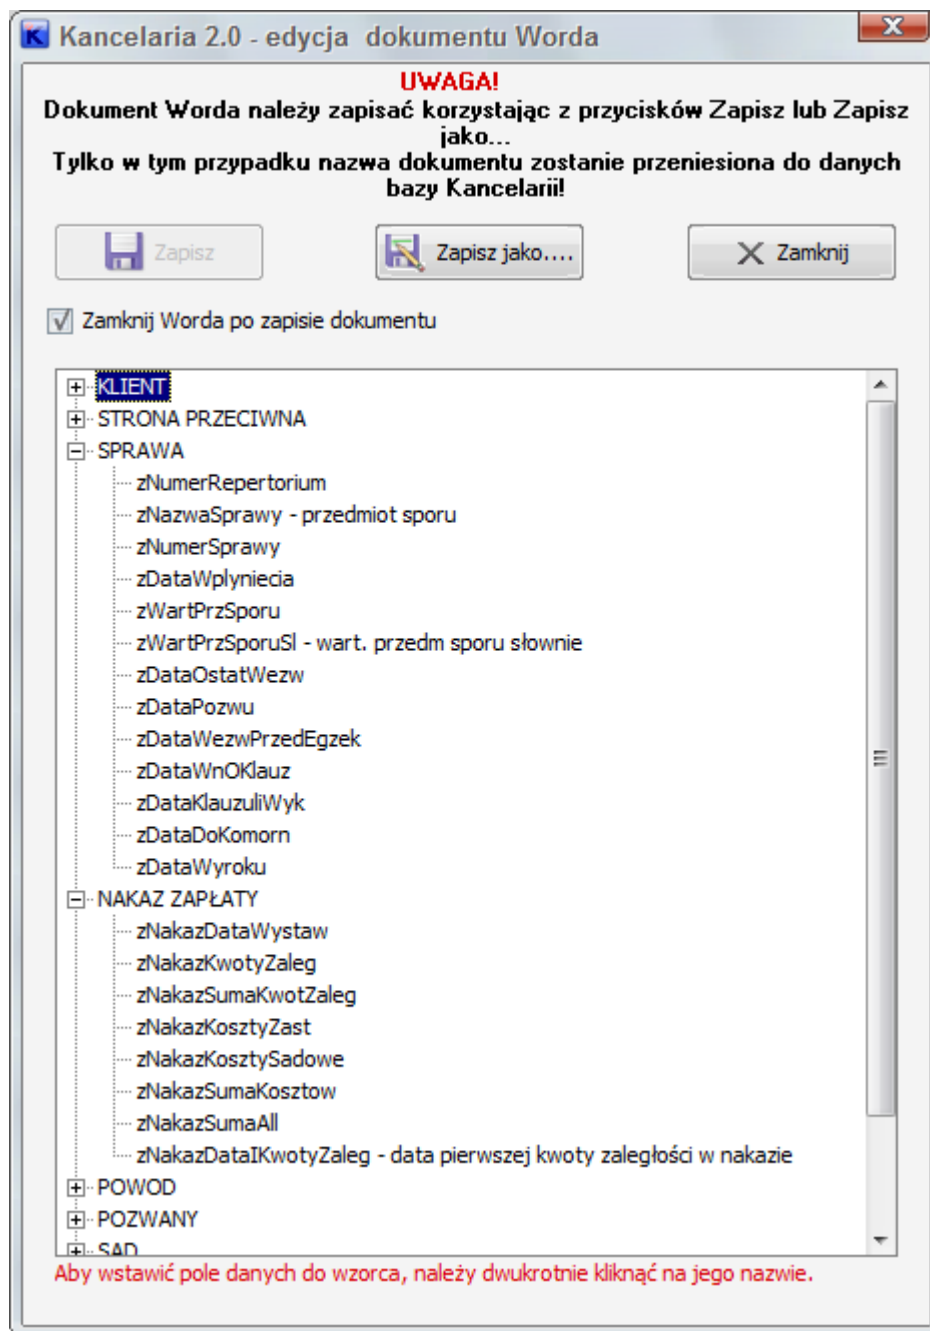 Kancelaria 2.0 - edycja dokumentu Worda
UWAGA!
Dokument Worda należy zapisać korzystając z przycisków Zapisz lub Zapisz
jako...
Tylko w tym przypadku nazwa dokumentu zostanie przeniesiona do danych
bazy Kancelarii!
Zapisz
Zapisz jako....
Zamknij
Zamknij Worda po zapisie dokumentu
KLIENT
STRONA PRZECIWNA
SPRAWA
zNumerRepertorium
zNazwaSprawy - przedmiot sporu
zNumerSprawy
zDataWplyniecia
zWartPrzSporu
zWartPrzSporuSl - wart. przedm sporu słownie
zDataOstatWezw
zDataPozwu
zDataWezwPrzedEgzek
zDataWnOKlauz
zDataKlauzuliWyk
zDataDoKomorn
zDataWyroku
NAKAZ ZAPŁATY
zNakazDataWystaw
zNakazKwotyZaleg
zNakazSumaKwotZaleg
zNakazKosztyZast
zNakazKosztySadowe
zNakazSumaKosztow
zNakazSumaAll
zNakazDataIKwotyZaleg - data pierwszej kwoty zaległości w nakazie
POWOD
POZWANY
SAD
Aby wstawić pole danych do wzorca, należy dwukrotnie kliknąć na jego nazwie.